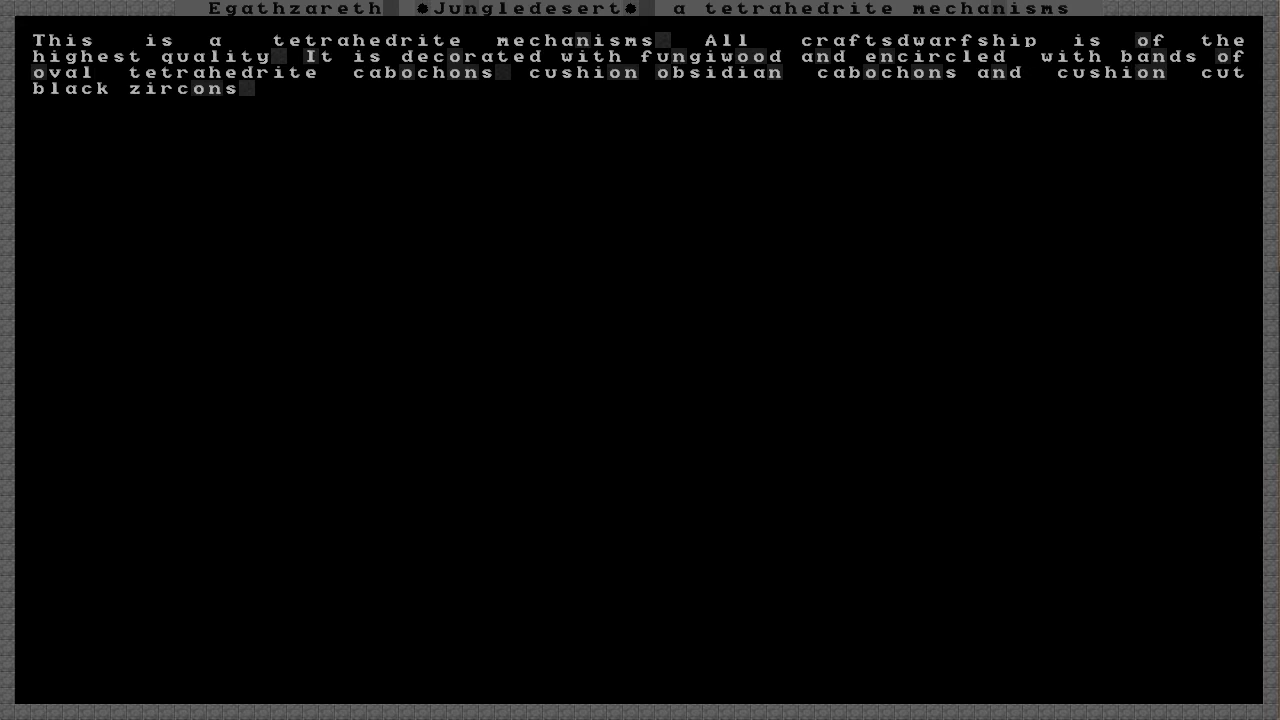 Egathzareth, "Jungledesert", a tetrahedrite mechanisms
This is a tetrahedrite mechanisms. All craftsdwarfship is of the
highest quality. It is decorated with fungiwood and encircled with bands of
oval tetrahedrite cabochons, cushion obsidian cabochons and cushion cut
black zircons.